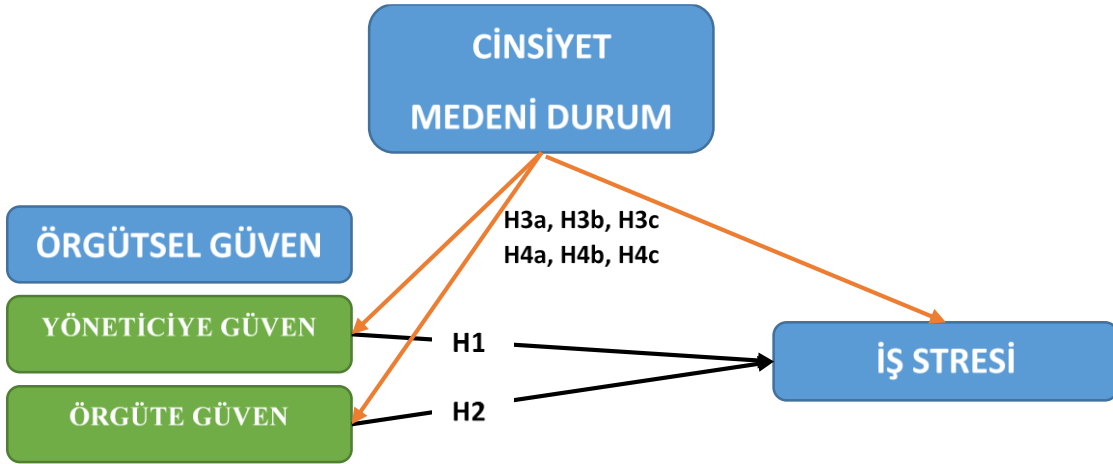 CİNSİYET
MEDENİ DURUM
H3a, H3b, H3c
H4a, H4b, H4c
ÖRGÜTSEL GÜVEN
YÖNETİCİYE GÜVEN
H1
İŞ STRESİ
ÖRGÜTE GÜVEN
H2